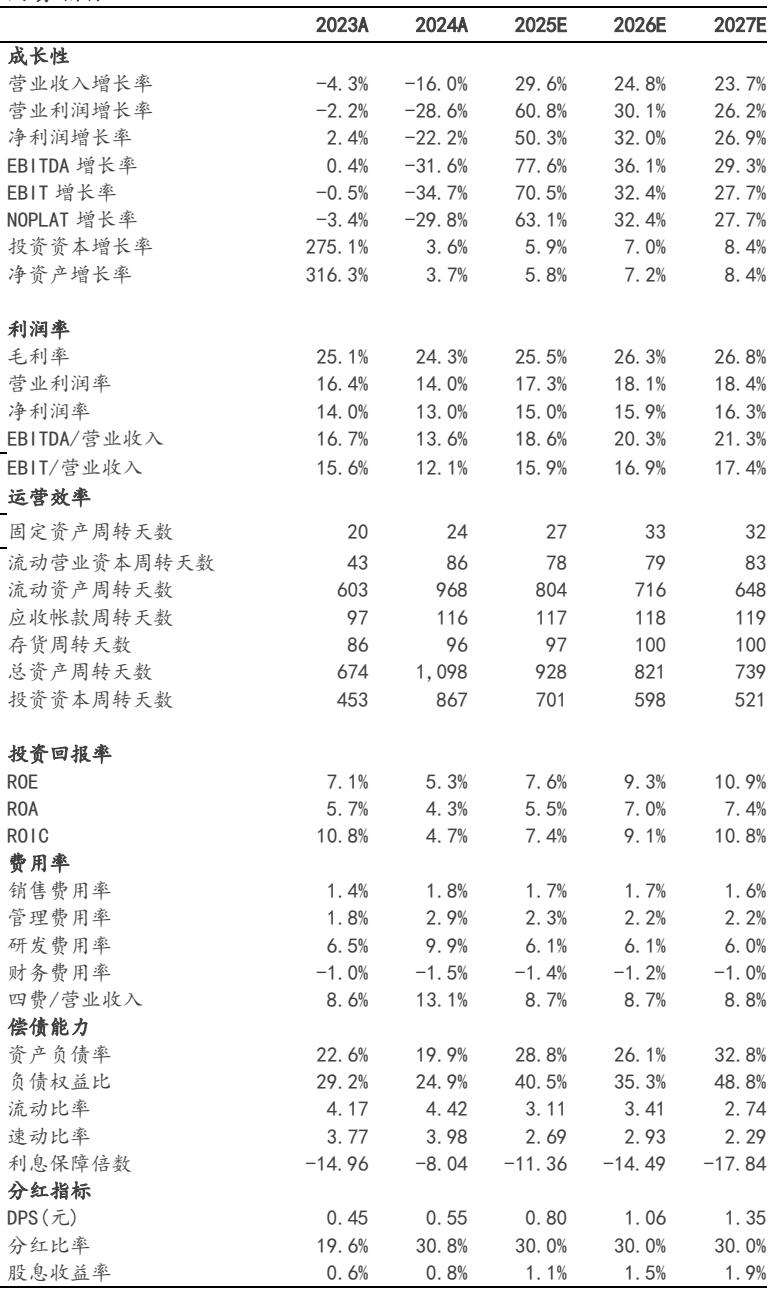 2023A 2024A 2025E 2026E 2027E
成长性
营业收入增长率 -4.3% -16.0% 29.6% 24.8% 23.7%
营业利润增长率 -2.2% -28.6% 60.8% 30.1% 26.2%
净利润增长率 2.4% -22.2% 50.3% 32.0% 26.9%
EBITDA 增长率 0.4% -31.6% 77.6% 36.1% 29.3%
EBIT 增长率 -0.5% -34.7% 70.5% 32.4% 27.7%
NOPLAT 增长率 -3.4% -29.8% 63.1% 32.4% 27.7%
投资资本增长率 275.1% 3.6% 5.9% 7.0% 8.4%
净资产增长率 316.3% 3.7% 5.8% 7.2% 8.4%
利润率
毛利率 25.1% 24.3% 25.5% 26.3% 26.8%
营业利润率 16.4% 14.0% 17.3% 18.1% 18.4%
净利润率 14.0% 13.0% 15.0% 15.9% 16.3%
EBITDA/营业收入 16.7% 13.6% 18.6% 20.3% 21.3%
EBIT/营业收入 15.6% 12.1% 15.9% 16.9% 17.4%
运营效率
固定资产周转天数 20 24 27 33 32
流动营业资本周转天数 43 86 78 79 83
流动资产周转天数 603 968 804 716 648
应收帐款周转天数 97 116 117 118 119
存货周转天数 86 96 97 100 100
总资产周转天数 674 1,098 928 821 739
投资资本周转天数 453 867 701 598 521
投资回报率
ROE 7.1% 5.3% 7.6% 9.3% 10.9%
ROA 5.7% 4.3% 5.5% 7.0% 7.4%
ROIC 10.8% 4.7% 7.4% 9.1% 10.8%
费用率
销售费用率 1.4% 1.8% 1.7% 1.7% 1.6%
管理费用率 1.8% 2.9% 2.3% 2.2% 2.2%
研发费用率 6.5% 9.9% 6.1% 6.1% 6.0%
财务费用率 -1.0% -1.5% -1.4% -1.2% -1.0%
四费/营业收入 8.6% 13.1% 8.7% 8.7% 8.8%
偿债能力
资产负债率 22.6% 19.9% 28.8% 26.1% 32.8%
负债权益比 29.2% 24.9% 40.5% 35.3% 48.8%
流动比率 4.17 4.42 3.11 3.41 2.74
速动比率 3.77 3.98 2.69 2.93 2.29
利息保障倍数 -14.96 -8.04 -11.36 -14.49 -17.84
分红指标
DPS(元) 0.45 0.55 0.80 1.06 1.35
分红比率 19.6% 30.8% 30.0% 30.0% 30.0%
股息收益率 0.6% 0.8% 1.1% 1.5% 1.9%